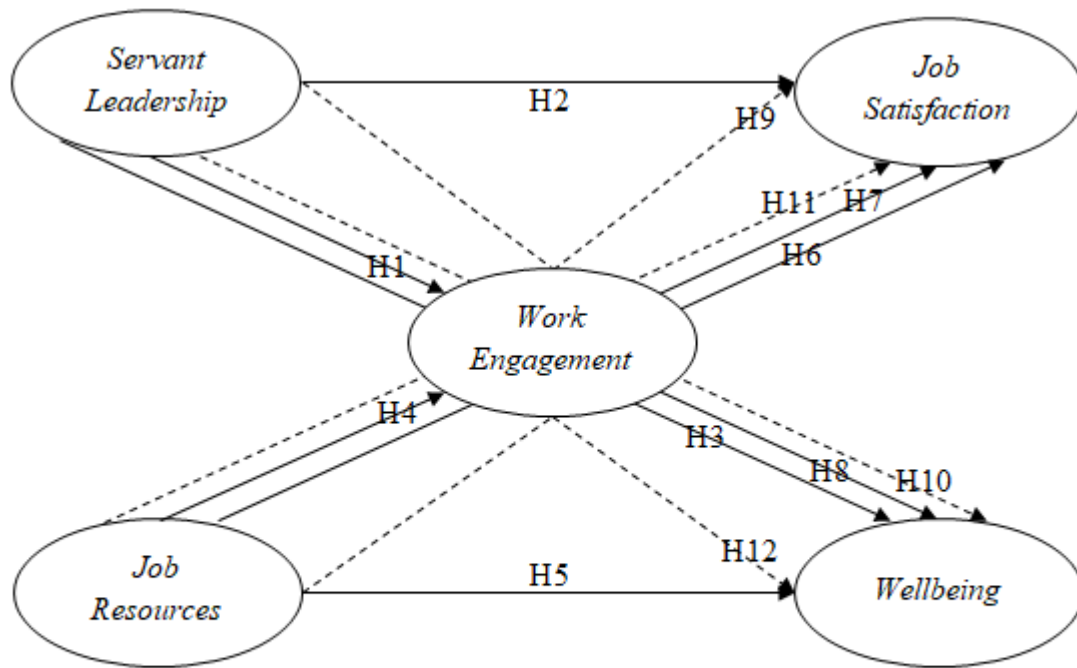 Servant
Leadership
Job
Satisfaction
H2
H9
H11
H7
H6
H1
Work
Engagement
H4
H3
H8
H10
H12
H5
Job
Resources
Wellbeing